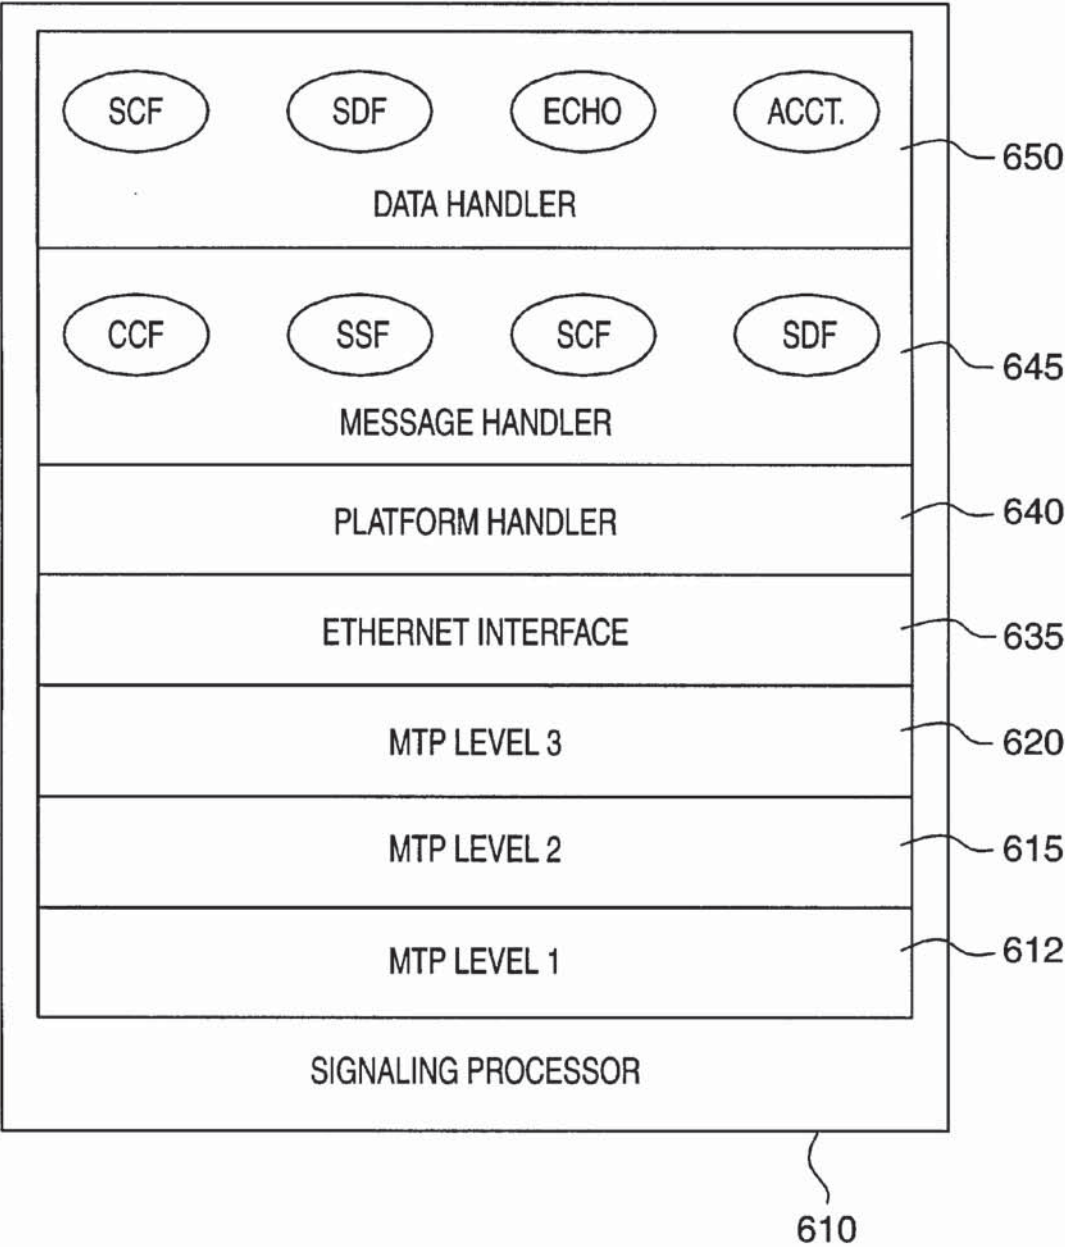 SCF SDF ECHO ACCT.
650
DATA HANDLER
CCF SSF SCF SDF
645
MESSAGE HANDLER
PLATFORM HANDLER
640
ETHERNET INTERFACE
635
MTP LEVEL 3
620
MTP LEVEL 2
615
MTP LEVEL 1
612
SIGNALING PROCESSOR
610